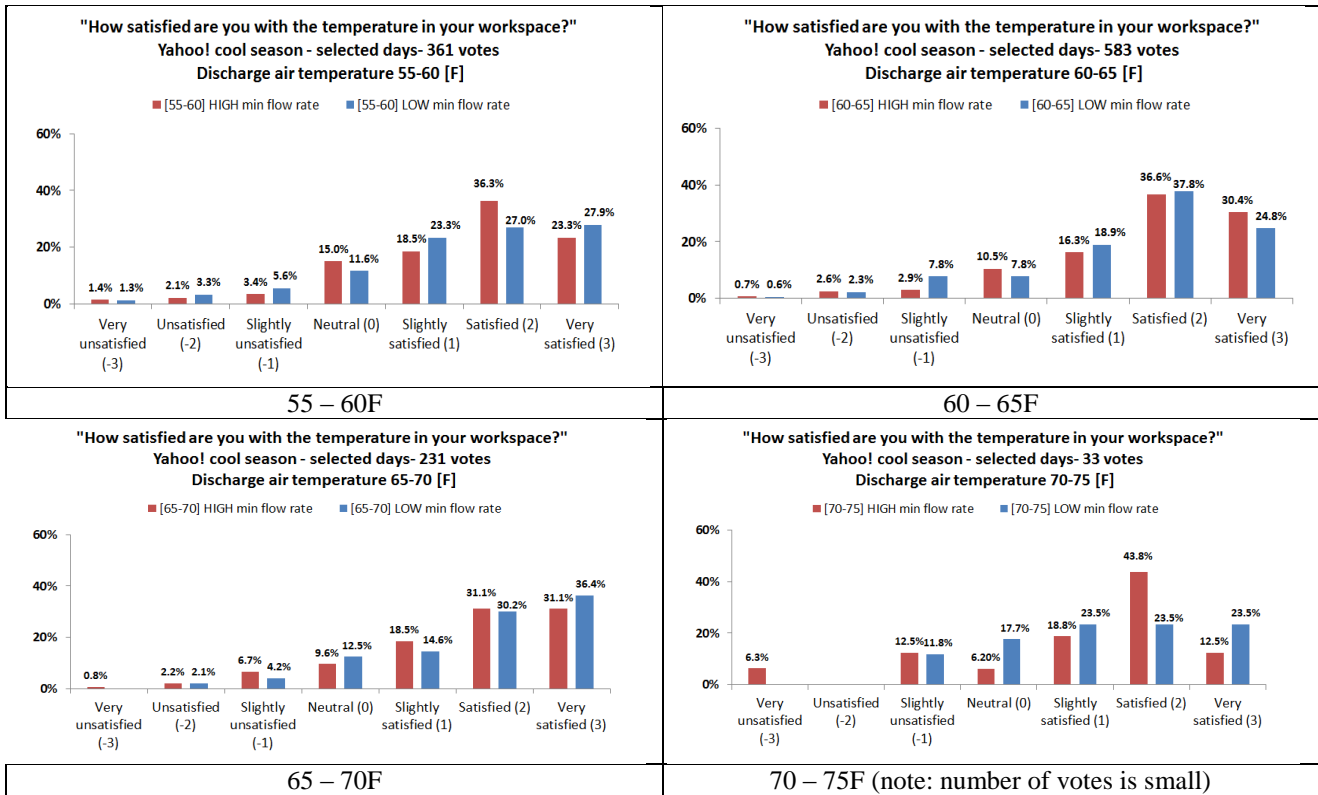 "How satisfied are you with the temperature in your workspace?"
Yahoo! cool season - selected days- 361 votes
Discharge air temperature 55-60 [F]
[55-60] HIGH min flow rate [55-60] LOW min flow rate
60%
40%
20%
0%
1.4% 1.3%
2.1% 3.3%
3.4% 5.6%
15.0% 11.6%
18.5% 23.3%
36.3% 27.0%
23.3% 27.9%
Very unsatisfied (-3)
Unsatisfied (-2)
Slightly unsatisfied (-1)
Neutral (0)
Slightly satisfied (1)
Satisfied (2)
Very satisfied (3)
55 – 60F
"How satisfied are you with the temperature in your workspace?"
Yahoo! cool season - selected days- 583 votes
Discharge air temperature 60-65 [F]
[60-65] HIGH min flow rate [60-65] LOW min flow rate
60%
40%
20%
0%
0.7% 0.6%
2.6% 2.3%
2.9% 7.8%
10.5% 7.8%
16.3% 18.9%
36.6% 37.8%
30.4% 24.8%
Very unsatisfied (-3)
Unsatisfied (-2)
Slightly unsatisfied (-1)
Neutral (0)
Slightly satisfied (1)
Satisfied (2)
Very satisfied (3)
60 – 65F
"How satisfied are you with the temperature in your workspace?"
Yahoo! cool season - selected days- 231 votes
Discharge air temperature 65-70 [F]
[65-70] HIGH min flow rate [65-70] LOW min flow rate
60%
40%
20%
0%
0.8%
2.2% 2.1%
6.7% 4.2%
9.6% 12.5%
18.5% 14.6%
31.1% 30.2%
31.1% 36.4%
Very unsatisfied (-3)
Unsatisfied (-2)
Slightly unsatisfied (-1)
Neutral (0)
Slightly satisfied (1)
Satisfied (2)
Very satisfied (3)
65 – 70F
"How satisfied are you with the temperature in your workspace?"
Yahoo! cool season - selected days- 33 votes
Discharge air temperature 70-75 [F]
[70-75] HIGH min flow rate [70-75] LOW min flow rate
60%
40%
20%
0%
6.3%
12.5% 11.8%
6.20% 17.7%
18.8% 23.5%
43.8% 23.5%
12.5% 23.5%
Very unsatisfied (-3)
Unsatisfied (-2)
Slightly unsatisfied (-1)
Neutral (0)
Slightly satisfied (1)
Satisfied (2)
Very satisfied (3)
70 – 75F (note: number of votes is small)